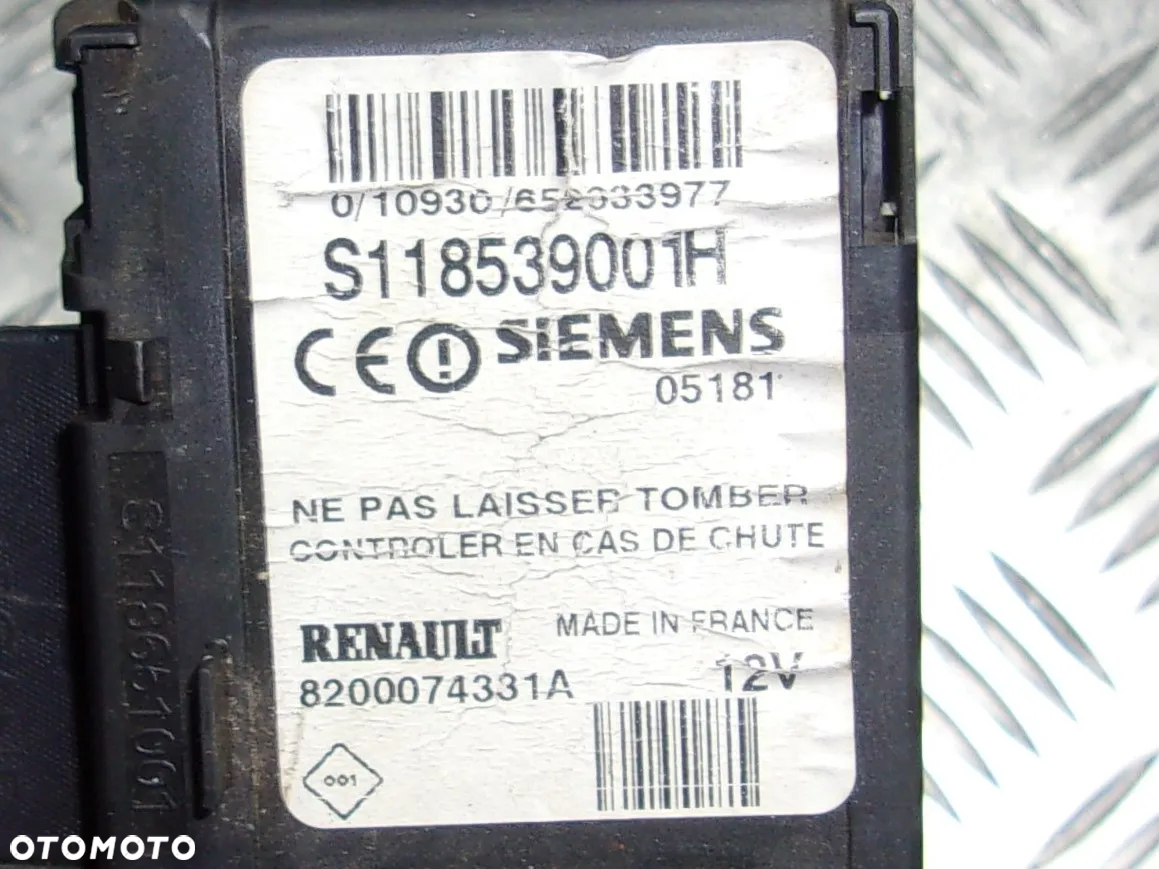 0/10930/652333977
S118539001H
CE SIEMENS
05181
NE PAS LAISSER TOMBER
CONTROLER EN CAS DE CHUTE
RENAULT MADE IN FRANCE
8200074331A 12V
001
OTOMOTO